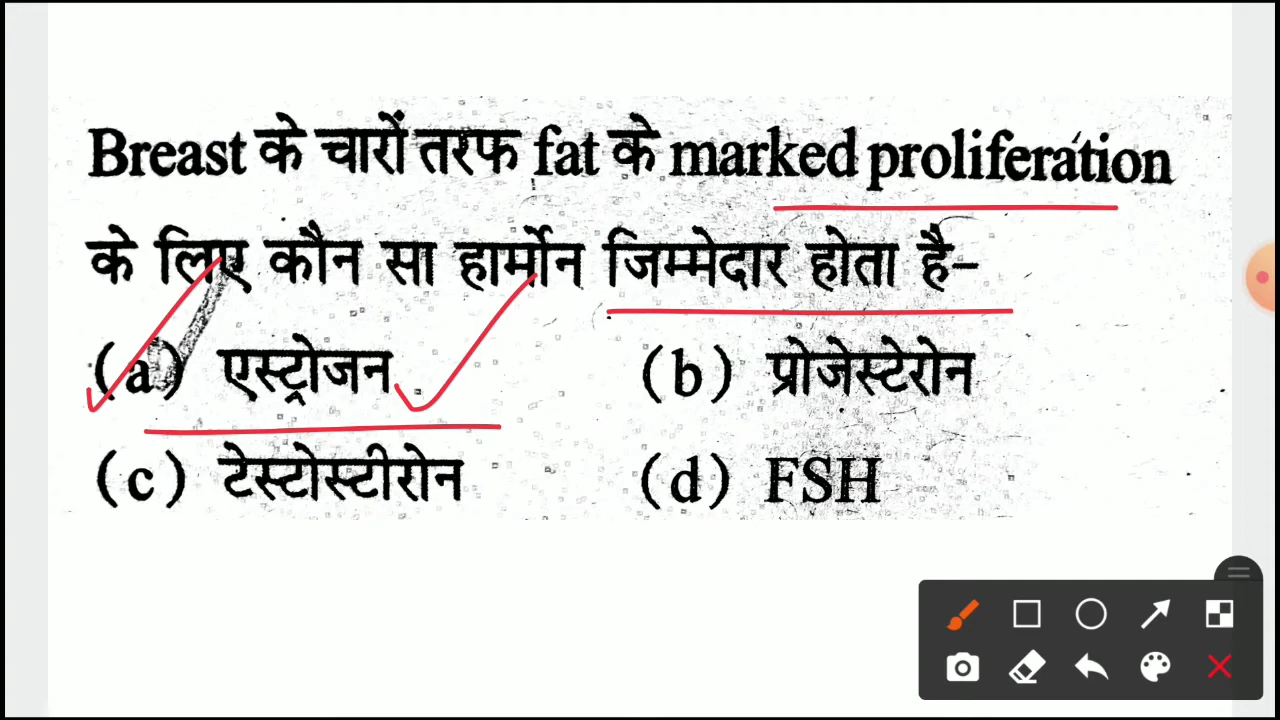 Breast के चारों तरफ fat के marked proliferation
के लिए कौन सा हार्मोन जिम्मेदार होता है-
(a) एस्ट्रोजन (b) प्रोजेस्टेरोन
(c) टेस्टोस्टीरोन (d) FSH